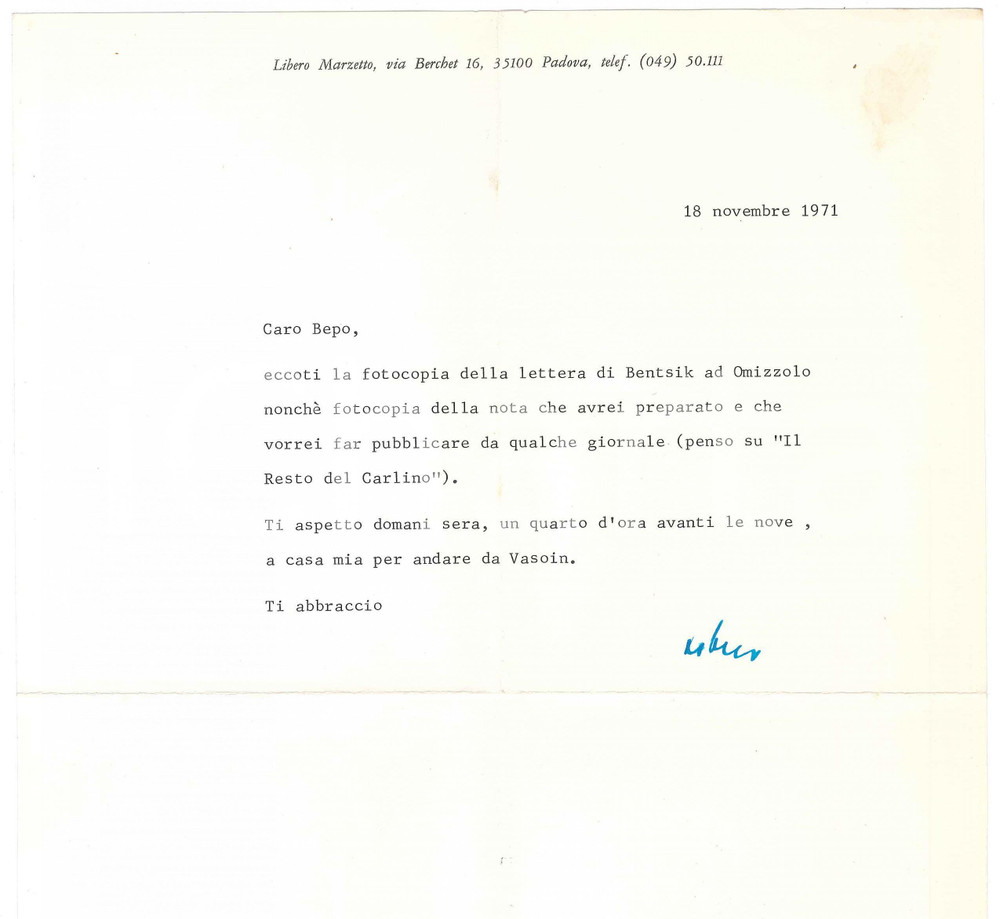 Libero Marzetto, via Berchet 16, 35100 Padova, telef. (049) 50.111
18 novembre 1971
Caro Bepo,
eccoti la fotocopia della lettera di Bentsik ad Omizzolo
nonchè fotocopia della nota che avrei preparato e che
vorrei far pubblicare da qualche giornale (penso su "Il
Resto del Carlino").
Ti aspetto domani sera, un quarto d'ora avanti le nove ,
a casa mia per andare da Vasoin.
Ti abbraccio
Libero